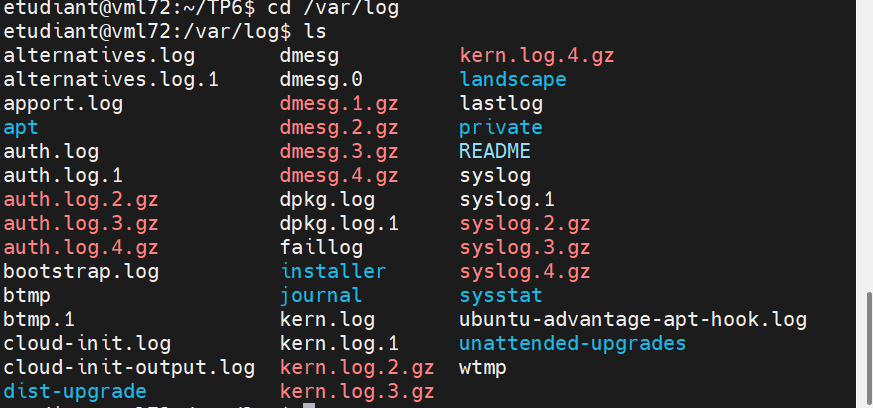 etudiant@vml72:~/TP6$ cd /var/log
etudiant@vml72:/var/log$ ls
alternatives.log dmesg kern.log.4.gz
alternatives.log.1 dmesg.0 landscape
apport.log dmesg.1.gz lastlog
apt dmesg.2.gz private
auth.log dmesg.3.gz README
auth.log.1 dmesg.4.gz syslog
auth.log.2.gz dpkg.log syslog.1
auth.log.3.gz dpkg.log.1 syslog.2.gz
auth.log.4.gz faillog syslog.3.gz
bootstrap.log installer syslog.4.gz
btmp journal sysstat
btmp.1 kern.log ubuntu-advantage-apt-hook.log
cloud-init.log kern.log.1 unattended-upgrades
cloud-init-output.log kern.log.2.gz wtmp
dist-upgrade kern.log.3.gz